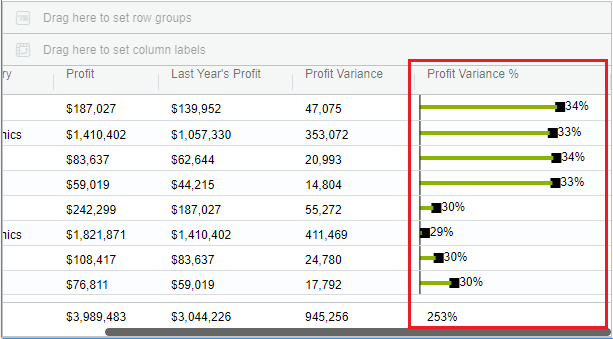 Drag here to set row groups
Drag here to set column labels
ry Profit Last Year's Profit Profit Variance Profit Variance %
$187,027 $139,952 47,075 34%
nics $1,410,402 $1,057,330 353,072 33%
$83,637 $62,644 20,993 34%
$59,019 $44,215 14,804 33%
$242,299 $187,027 55,272 30%
nics $1,821,871 $1,410,402 411,469 29%
$108,417 $83,637 24,780 30%
$76,811 $59,019 17,792 30%
$3,989,483 $3,044,226 945,256 253%